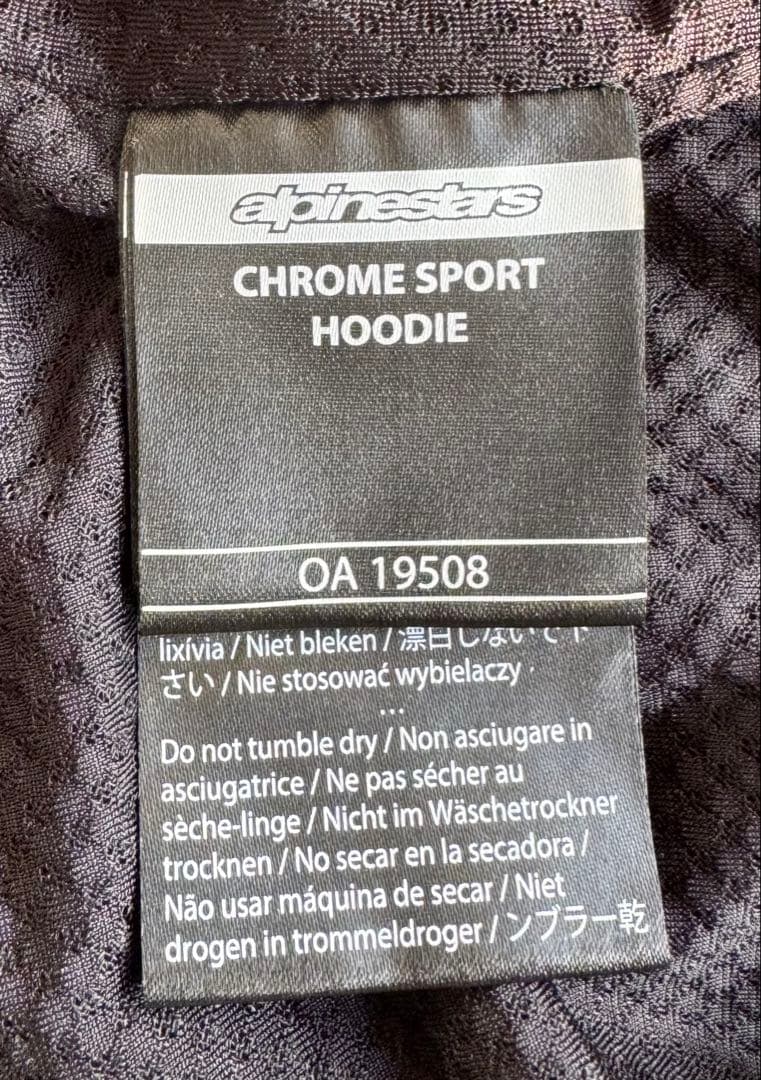 alpinestars
CHROME SPORT
HOODIE
OA 19508
lixívia / Niet bleken / 漂白しないで下
さい / Nie stosować wybielaczy ·
...
Do not tumble dry / Non asciugare in
asciugatrice / Ne pas sécher au
sèche-linge / Nicht im Wäschetrockner
trocknen / No secar en la secadora /
Não usar máquina de secar / Niet
drogen in trommeldroger / ンブラー乾